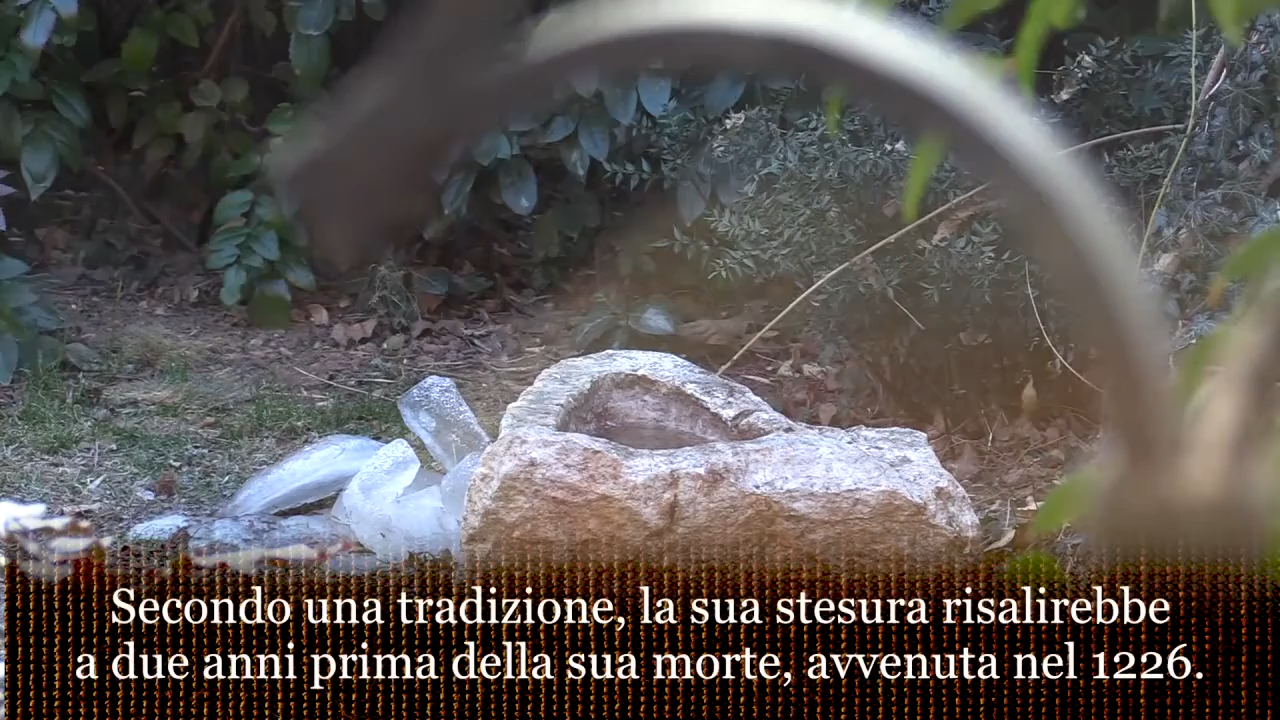 Secondo una tradizione, la sua stesura risalirebbe
a due anni prima della sua morte, avvenuta nel 1226.